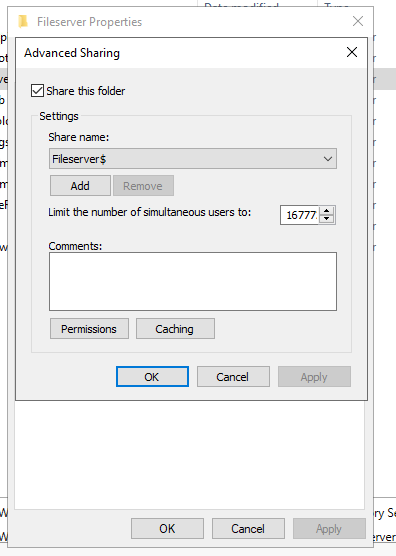 Date modified Type
Fileserver Properties
Advanced Sharing
Share this folder
Settings
Share name:
Fileserver$
Add Remove
Limit the number of simultaneous users to: 16777
Comments:
Permissions Caching
OK Cancel Apply
OK Cancel Apply